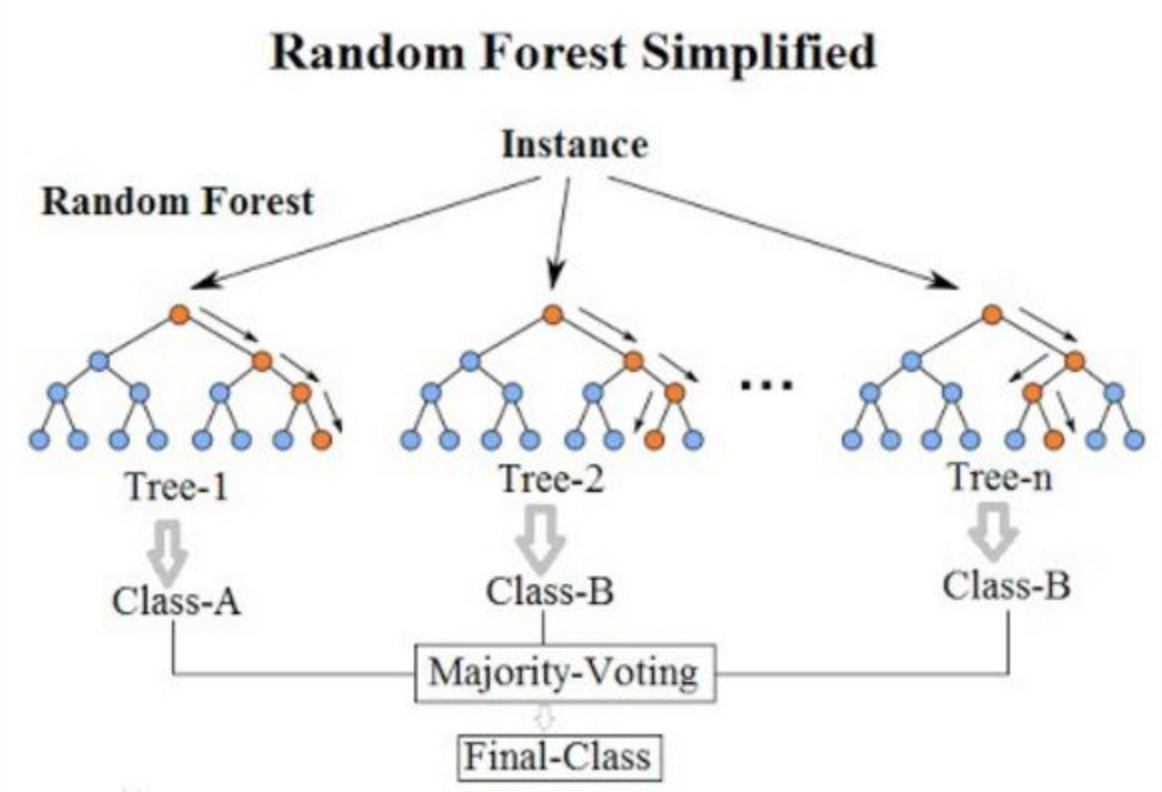 Random Forest Simplified
Instance
Random Forest
...
Tree-1
Tree-2
Tree-n
Class-A
Class-B
Class-B
Majority-Voting
Final-Class